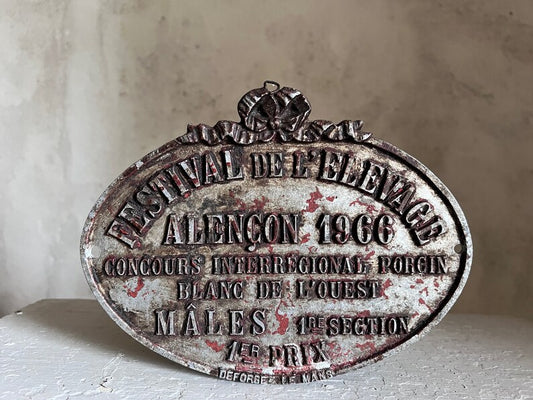 FESTIVAL DE L'ELEVAGE
ALENÇON 1966
CONCOURS INTERREGIONAL PORCIN
BLANC DE L'OUEST
MÂLES 1RE SECTION
1ER PRIX
DEFORGES LE MANS